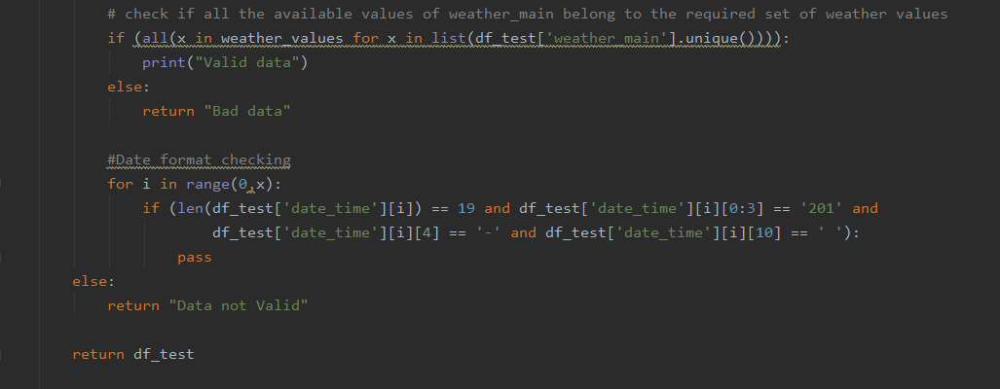 # check if all the available values of weather_main belong to the required set of weather values
if (all(x in weather_values for x in list(df_test['weather_main'].unique()))):
print("Valid data")
else:
return "Bad data"
#Date format checking
for i in range(0,x):
if (len(df_test['date_time'][i]) == 19 and df_test['date_time'][i][0:3] == '201' and
df_test['date_time'][i][4] == '-' and df_test['date_time'][i][10] == ' '):
pass
else:
return "Data not Valid"
return df_test